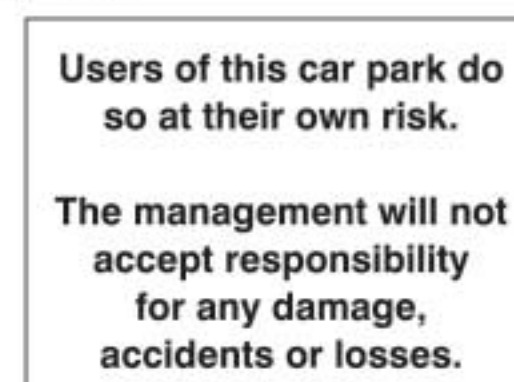 Users of this car park do
so at their own risk.
The management will not
accept responsibility
for any damage,
accidents or losses.